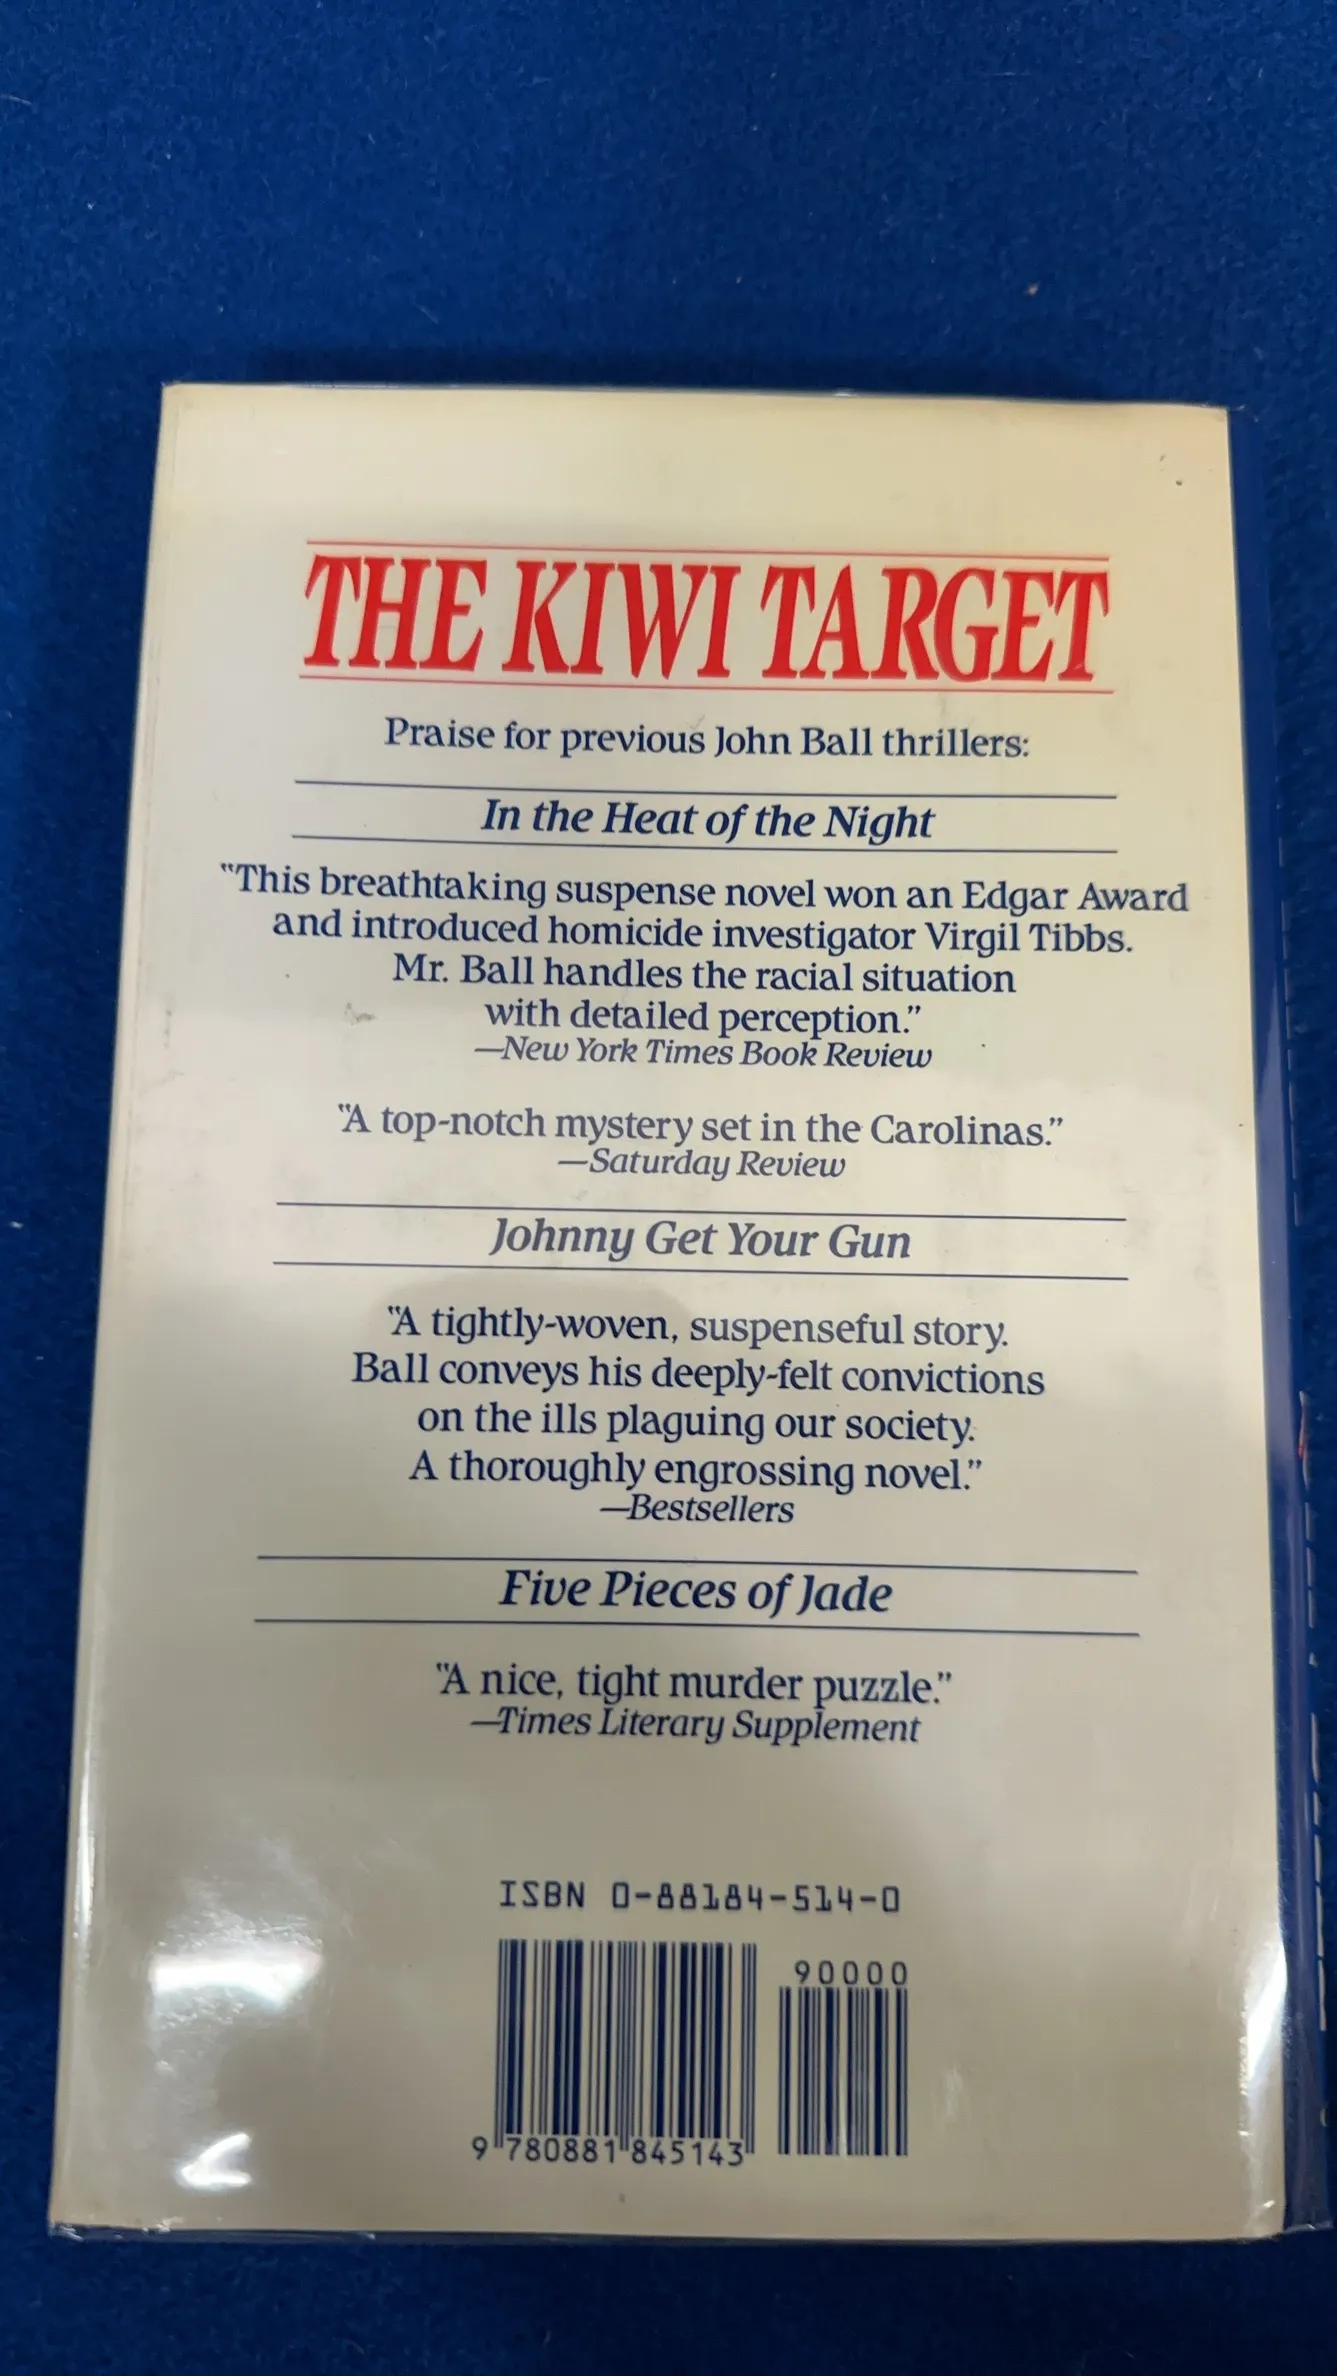 THE KIWI TARGET
Praise for previous John Ball thrillers:
In the Heat of the Night
"This breathtaking suspense novel won an Edgar Award
and introduced homicide investigator Virgil Tibbs.
Mr. Ball handles the racial situation
with detailed perception."
—New York Times Book Review
"A top-notch mystery set in the Carolinas."
—Saturday Review
Johnny Get Your Gun
"A tightly-woven, suspenseful story.
Ball conveys his deeply-felt convictions
on the ills plaguing our society.
A thoroughly engrossing novel."
—Bestsellers
Five Pieces of Jade
"A nice, tight murder puzzle."
—Times Literary Supplement
ISBN 0-88184-514-0
90000
9 780881 845143